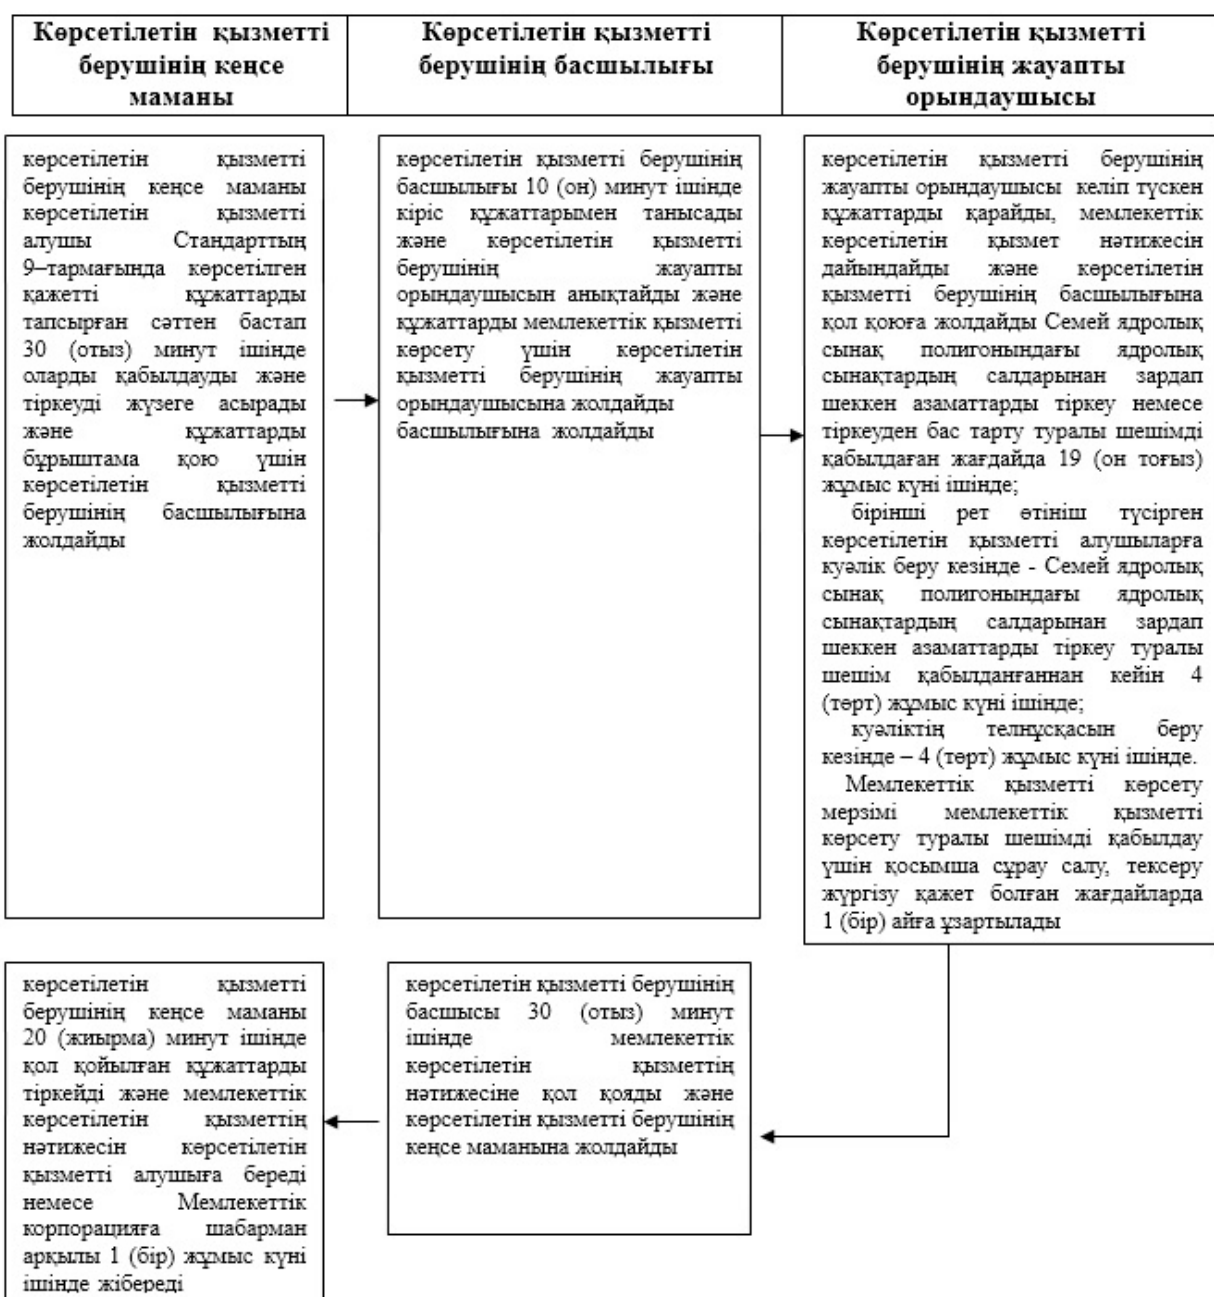 Көрсетілетін қызметті
берушінің кеңсе
маманы
Көрсетілетін қызметті
берушінің басшылығы
Көрсетілетін қызметті
берушінің жауапты
орындаушысы
көрсетілетін қызметті
берушінің кеңсе маманы
көрсетілетін қызметті
алушы Стандарттың
9–тармағында көрсетілген
қажетті құжаттарды
тапсырған сәттен бастап
30 (отыз) минут ішінде
оларды қабылдауды және
тіркеуді жүзеге асырады
және құжаттарды
бұрыштама қою үшін
көрсетілетін қызметті
берушінің басшылығына
жолдайды
көрсетілетін қызметті берушінің
басшылығы 10 (он) минут ішінде
кіріс құжаттарымен танысады
және көрсетілетін қызметті
берушінің жауапты
орындаушысын анықтайды және
құжаттарды мемлекеттік қызметті
көрсету үшін көрсетілетін
қызметті берушінің жауапты
орындаушысына жолдайды
басшылығына жолдайды
көрсетілетін қызметті берушінің
жауапты орындаушысы келіп түскен
құжаттарды қарайды, мемлекеттік
көрсетілетін қызмет нәтижесін
дайындайды және көрсетілетін
қызметті берушінің басшылығына
қол қоюға жолдайды Семей ядролық
сынақ полигонындағы ядролық
сынақтардың салдарынан зардап
шеккен азаматтарды тіркеу немесе
тіркеуден бас тарту туралы шешімді
қабылдаған жағдайда 19 (он тоғыз)
жұмыс күні ішінде;
бірінші рет өтініш түсірген
көрсетілетін қызметті алушыларға
куәлік беру кезінде - Семей ядролық
сынақ полигонындағы ядролық
сынақтардың салдарынан зардап
шеккен азаматтарды тіркеу туралы
шешім қабылданғаннан кейін 4
(төрт) жұмыс күні ішінде;
куәліктің телнұсқасын беру
кезінде – 4 (төрт) жұмыс күні ішінде.
Мемлекеттік қызметті көрсету
мерзімі мемлекеттік қызметті
көрсету туралы шешімді қабылдау
үшін қосымша сұрау салу, тексеру
жүргізу қажет болған жағдайларда
1 (бір) айға ұзартылады
көрсетілетін қызметті
берушінің кеңсе маманы
20 (жиырма) минут ішінде
қол қойылған құжаттарды
тіркейді және мемлекеттік
көрсетілетін қызметтің
нәтижесін көрсетілетін
қызметті алушыға береді
немесе Мемлекеттік
корпорацияға шабарман
арқылы 1 (бір) жұмыс күні
ішінде жібереді
көрсетілетін қызметті берушінің
басшысы 30 (отыз) минут
ішінде мемлекеттік
көрсетілетін қызметтің
нәтижесіне қол қояды және
көрсетілетін қызметті берушінің
кеңсе маманына жолдайды